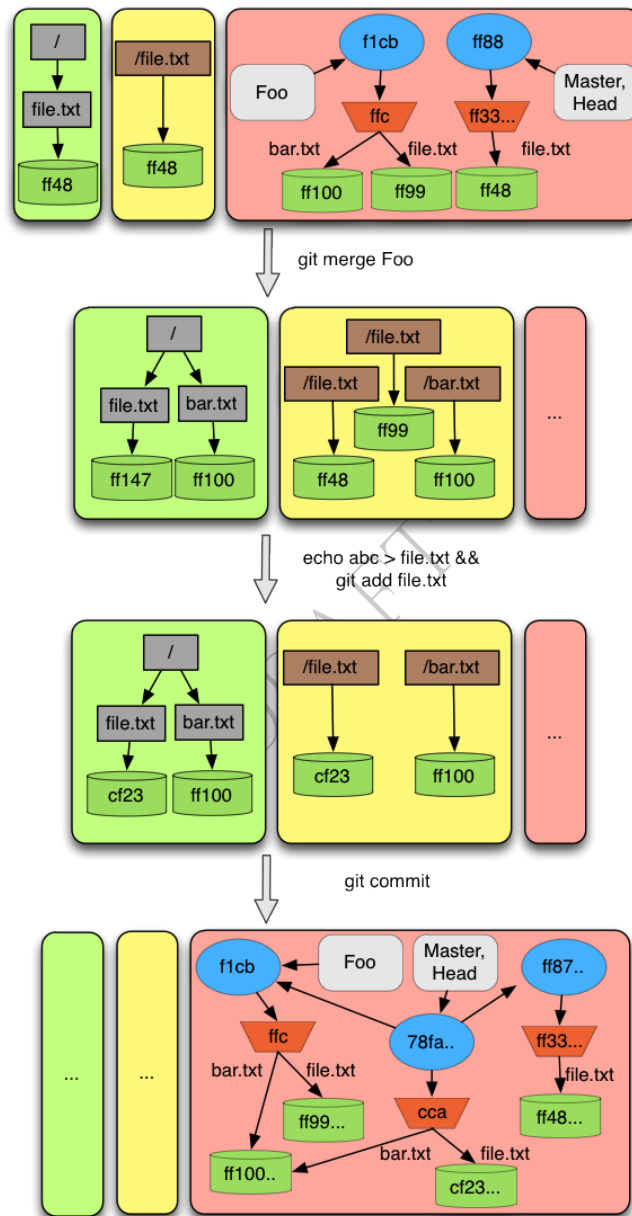 /
file.txt
ff48
/file.txt
ff48
f1cb
ff88
Foo
Master,
Head
ffc
ff33...
bar.txt
file.txt
file.txt
ff100
ff99
ff48
git merge Foo
/
file.txt
bar.txt
ff147
ff100
/file.txt
/file.txt
/bar.txt
ff99
ff48
ff100
...
echo abc > file.txt &&
git add file.txt
DRAFT
/
file.txt
bar.txt
cf23
ff100
/file.txt
/bar.txt
cf23
ff100
...
git commit
...
...
f1cb
Foo
Master,
Head
ff87..
ffc
78fa..
ff33...
bar.txt
file.txt
file.txt
ff99...
cca
ff48...
ff100..
bar.txt
file.txt
cf23...